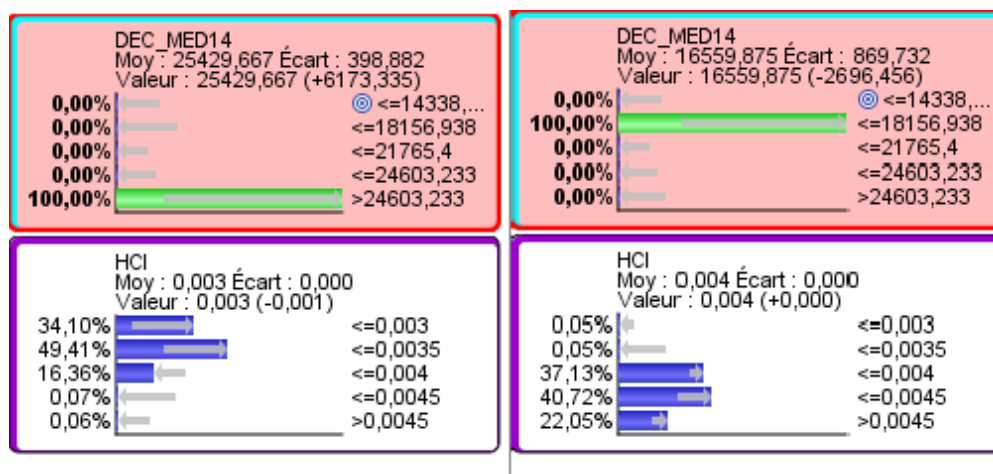 DEC_MED14
Moy : 25429,667 Écart : 398,882
Valeur : 25429,667 (+6173,335)
0,00% <=14338,...
0,00% <=18156,938
0,00% <=21765,4
0,00% <=24603,233
100,00% >24603,233
HCI
Moy : 0,003 Écart : 0,000
Valeur : 0,003 (-0,001)
34,10% <=0,003
49,41% <=0,0035
16,36% <=0,004
0,07% <=0,0045
0,06% >0,0045
DEC_MED14
Moy : 16559,875 Écart : 869,732
Valeur : 16559,875 (-2696,456)
0,00% <=14338,...
100,00% <=18156,938
0,00% <=21765,4
0,00% <=24603,233
0,00% >24603,233
HCI
Moy : 0,004 Écart : 0,000
Valeur : 0,004 (+0,000)
0,05% <=0,003
0,05% <=0,0035
37,13% <=0,004
40,72% <=0,0045
22,05% >0,0045